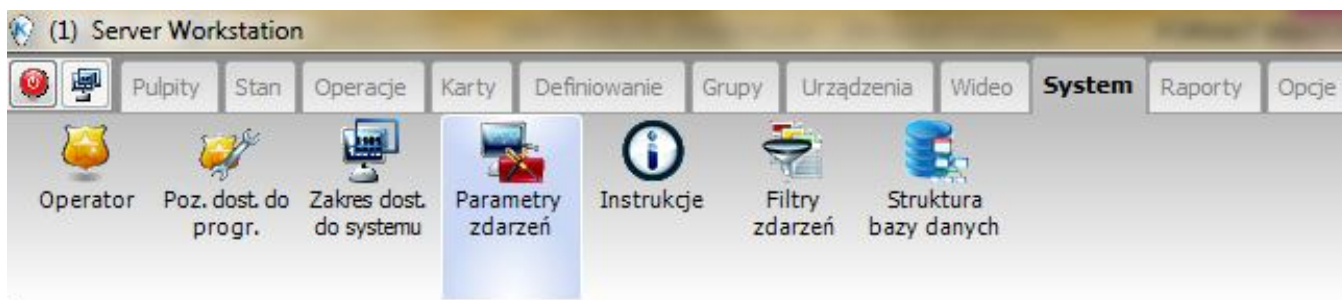 (1) Server Workstation
Pulpity Stan Operacje Karty Definiowanie Grupy Urządzenia Wideo System Raporty Opcje
Operator Poz. dost. do progr. Zakres dost. do systemu Parametry zdarzeń Instrukcje Filtry zdarzeń Struktura bazy danych